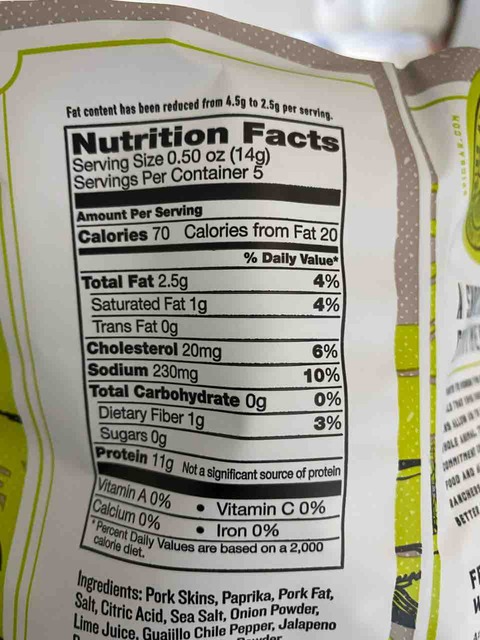 Fat content has been reduced from 4.5g to 2.5g per serving.
Nutrition Facts
Serving Size 0.50 oz (14g)
Servings Per Container 5
Amount Per Serving
Calories 70 Calories from Fat 20
% Daily Value*
Total Fat 2.5g 4%
Saturated Fat 1g 4%
Trans Fat 0g
Cholesterol 20mg 6%
Sodium 230mg 10%
Total Carbohydrate 0g 0%
Dietary Fiber 1g 3%
Sugars 0g
Protein 11g Not a significant source of protein
Vitamin A 0% • Vitamin C 0%
Calcium 0% • Iron 0%
*Percent Daily Values are based on a 2,000
calorie diet.
Ingredients: Pork Skins, Paprika, Pork Fat,
Salt, Citric Acid, Sea Salt, Onion Powder,
Lime Juice, Guajillo Chile Pepper, Jalapeno